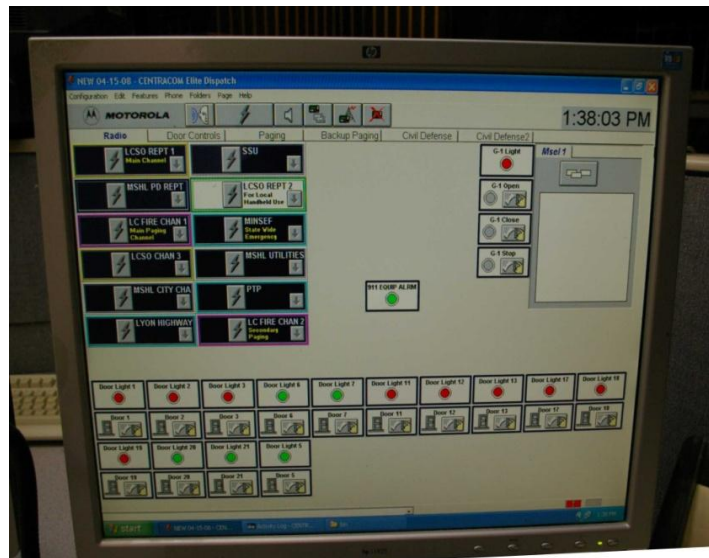 hp
NEW 04-15-08 - CENTRACOM Elite Dispatch
Configuration Edit Features Phone Folders Page Help
MOTOROLA
1:38:03 PM
Radio Door Controls Paging Backup Paging Civil Defense Civil Defense2
LCSO REPT 1
Main Channel
SSU
G-1 Light
Msel 1
MSHL PD REPT
LCSO REPT 2
For Local
Handheld Use
G-1 Open
LC FIRE CHAN 1
Main Paging
Channel
MINSEF
State Wide
Emergency
G-1 Close
LCSO CHAN 3
MSHL UTILITIES
G-1 Stop
MSHL CITY CHA
PTP
911 EQUIP ALRM
LYON HIGHWAY
LC FIRE CHAN 2
Secondary
Paging
Door Light 1 Door Light 2 Door Light 3 Door Light 6 Door Light 7 Door Light 11 Door Light 12 Door Light 13 Door Light 17 Door Light 18
Door 1 Door 2 Door 3 Door 6 Door 7 Door 11 Door 12 Door 13 Door 17 Door 18
Door Light 19 Door Light 20 Door Light 21 Door Light 5
Door 19 Door 20 Door 21 Door 5
start